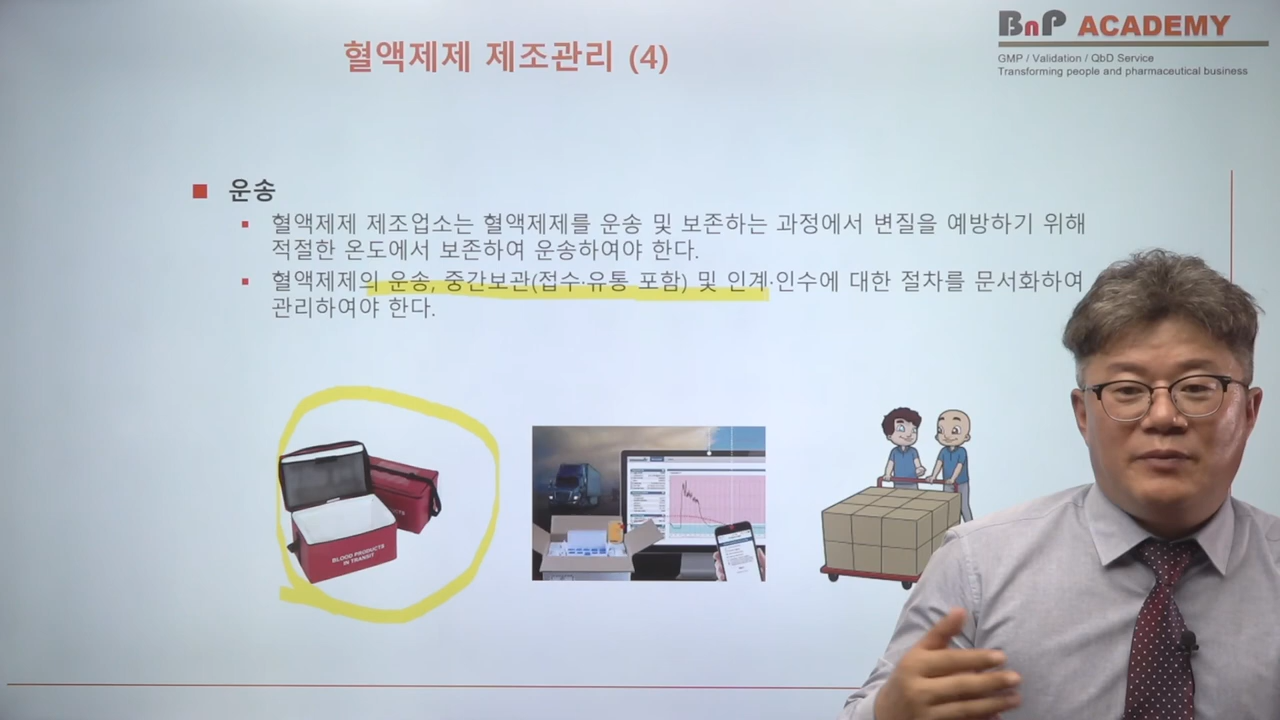 혈액제제 제조관리 (4)
BnP ACADEMY
GMP / Validation / QbD Service
Transforming people and pharmaceutical business
운송
혈액제제 제조업소는 혈액제제를 운송 및 보존하는 과정에서 변질을 예방하기 위해
적절한 온도에서 보존하여 운송하여야 한다.
혈액제제의 운송, 중간보관(접수·유통 포함) 및 인계·인수에 대한 절차를 문서화하여
관리하여야 한다.
BLOOD PRODUCTS
IN TRANSIT